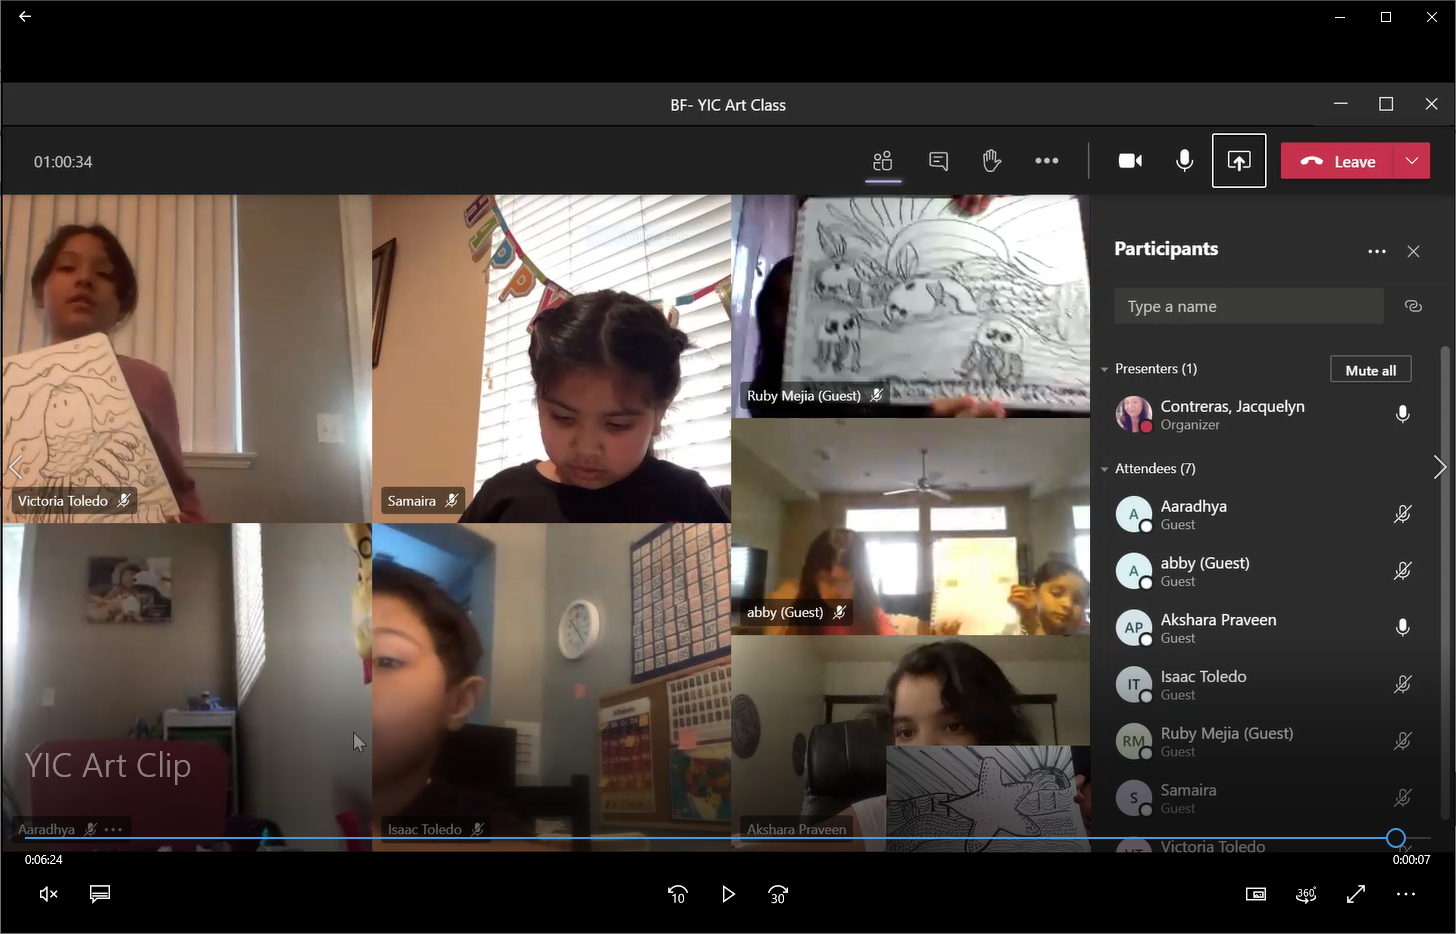 BF- YIC Art Class
01:00:34
Leave
HAPPY
Participants
Type a name
Presenters (1)
Mute all
Contreras, Jacquelyn
Organizer
Attendees (7)
A
Aaradhya
Guest
A
abby (Guest)
Guest
AP
Akshara Praveen
Guest
IT
Isaac Toledo
Guest
RM
Ruby Mejia (Guest)
Guest
S
Samaira
Guest
Victoria Toledo
Victoria Toledo
Samaira
Ruby Mejia (Guest)
abby (Guest)
YIC Art Clip
Aaradhya
Isaac Toledo
Akshara Praveen
0:06:24
0:00:07
10
30
360°